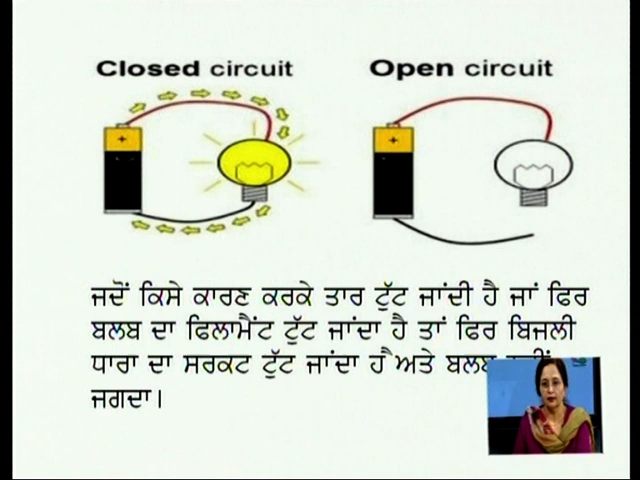 Closed circuit
Open circuit
+
+
ਜਦੋਂ ਕਿਸੇ ਕਾਰਣ ਕਰਕੇ ਤਾਰ ਟੁੱਟ ਜਾਂਦੀ ਹੈ ਜਾਂ ਫਿਰ
ਬਲਬ ਦਾ ਫਿਲਾਮੈਂਟ ਟੁੱਟ ਜਾਂਦਾ ਹੈ ਤਾਂ ਫਿਰ ਬਿਜਲੀ
ਧਾਰਾ ਦਾ ਸਰਕਟ ਟੁੱਟ ਜਾਂਦਾ ਹੈ ਅਤੇ ਬਲਬ
ਜਗਦਾ।